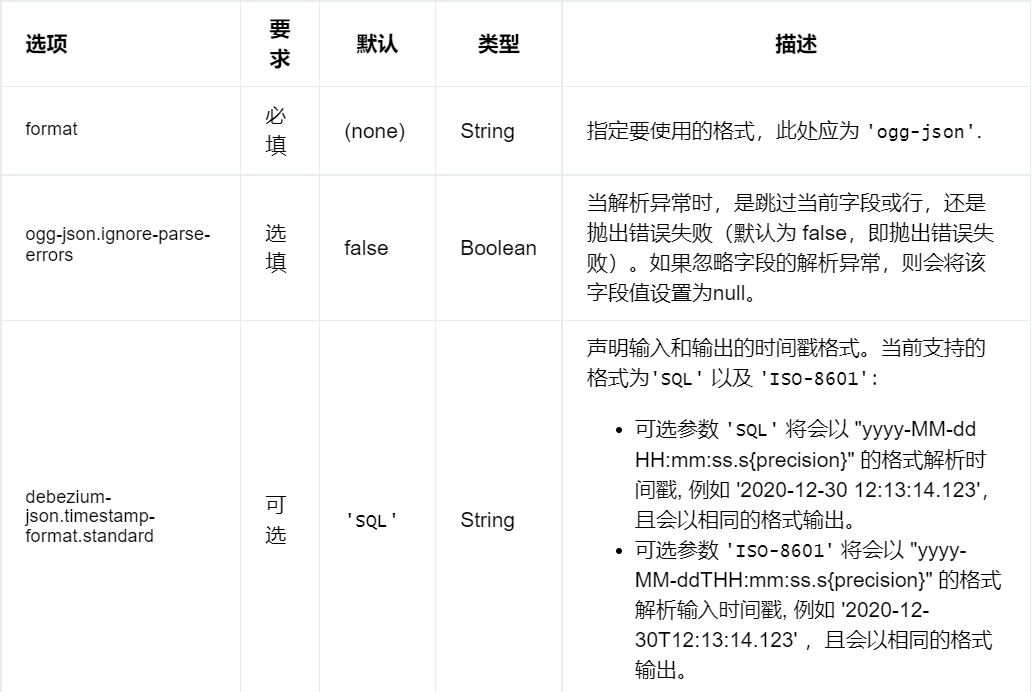 选项
要
求
默认
类型
描述
format
必
填
(none)
String
指定要使用的格式，此处应为 'ogg-json'.
ogg-json.ignore-parse-
errors
选
填
false
Boolean
当解析异常时，是跳过当前字段或行，还是
抛出错误失败（默认为 false，即抛出错误失
败）。如果忽略字段的解析异常，则会将该
字段值设置为null。
debezium-
json.timestamp-
format.standard
可
选
'SQL'
String
声明输入和输出的时间戳格式。当前支持的
格式为'SQL' 以及 'ISO-8601'：
• 可选参数 'SQL' 将会以 "yyyy-MM-dd
HH:mm:ss.s{precision}" 的格式解析时
间戳, 例如 '2020-12-30 12:13:14.123'，
且会以相同的格式输出。
• 可选参数 'ISO-8601' 将会以 "yyyy-
MM-ddTHH:mm:ss.s{precision}" 的格式
解析输入时间戳, 例如 '2020-12-
30T12:13:14.123' ，且会以相同的格式
输出。